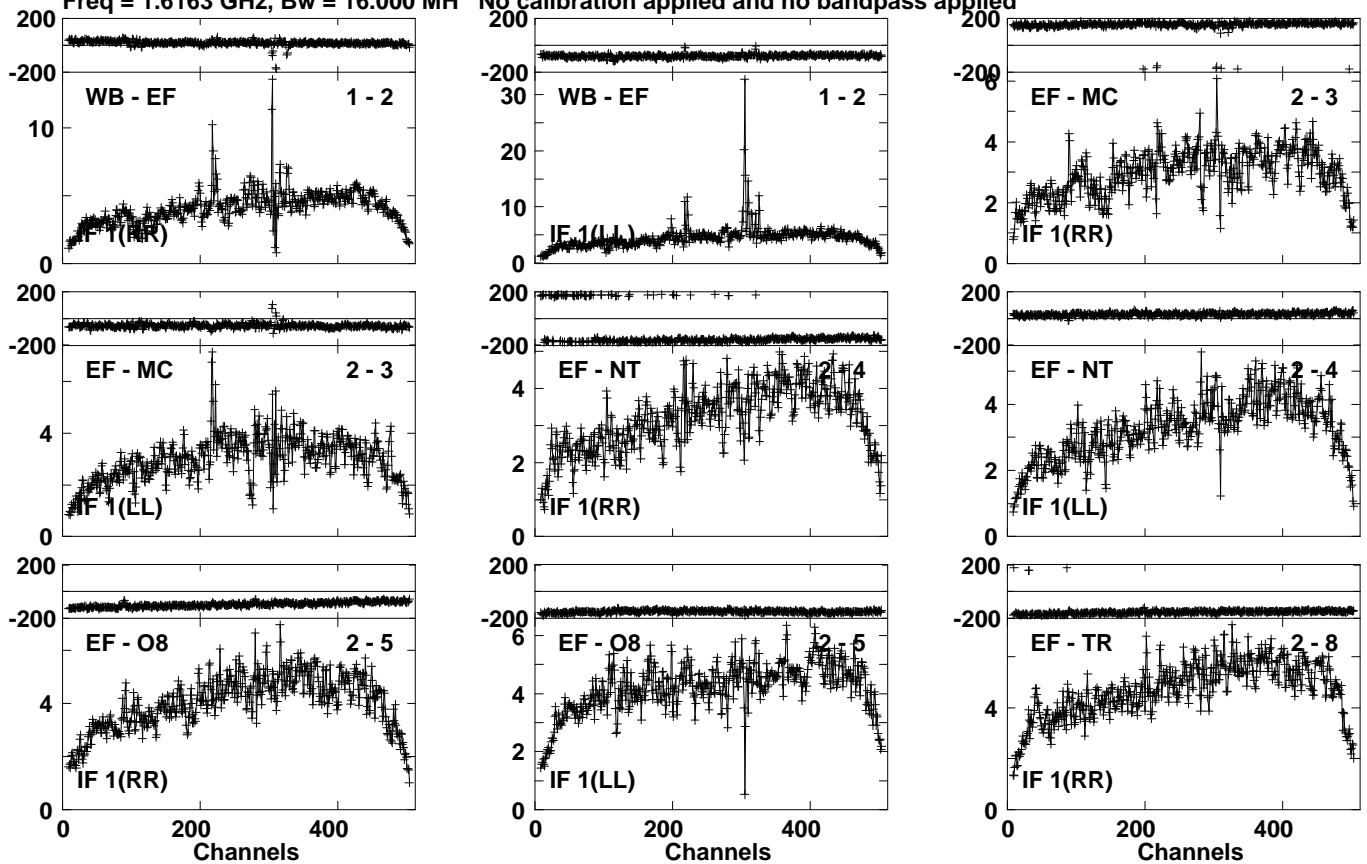 Freq = 1.6163 GHz, Bw = 16.000 MH No calibration applied and no bandpass applied
200
-200
WB - EF 1 - 2
10
0
IF 1(RR)
WB - EF 1 - 2
30
20
10
0
IF 1(LL)
200
-200
6
EF - MC 2 - 3
4
2
0
IF 1(RR)
200
-200
EF - MC 2 - 3
4
0
IF 1(LL)
200
-200
EF - NT 2 - 4
4
2
0
IF 1(RR)
200
-200
EF - NT 2 - 4
4
2
0
IF 1(LL)
200
-200
EF - O8 2 - 5
4
0
IF 1(RR)
0 200 400
Channels
200
-200
6
EF - O8 2 - 5
4
2
0
IF 1(LL)
0 200 400
Channels
200
-200
EF - TR 2 - 8
4
0
IF 1(RR)
0 200 400
Channels